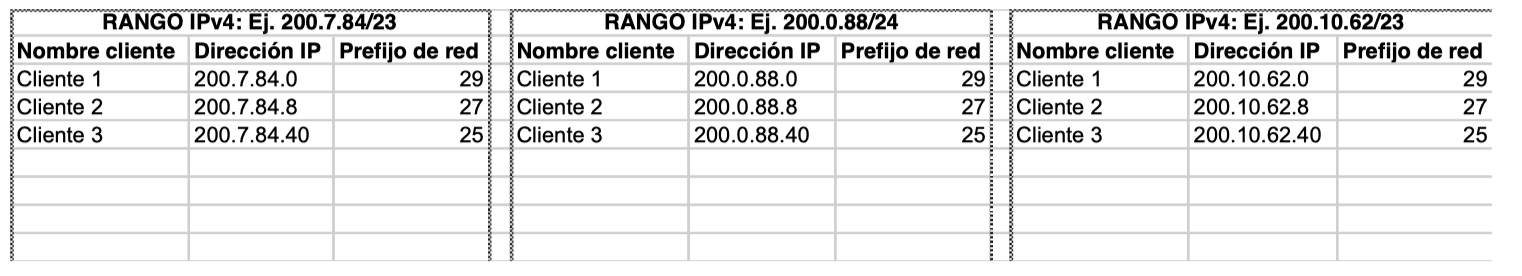 RANGO IPv4: Ej. 200.7.84/23 RANGO IPv4: Ej. 200.0.88/24 RANGO IPv4: Ej. 200.10.62/23
Nombre cliente Dirección IP Prefijo de red Nombre cliente Dirección IP Prefijo de red Nombre cliente Dirección IP Prefijo de red
Cliente 1 200.7.84.0 29 Cliente 1 200.0.88.0 29 Cliente 1 200.10.62.0 29
Cliente 2 200.7.84.8 27 Cliente 2 200.0.88.8 27 Cliente 2 200.10.62.8 27
Cliente 3 200.7.84.40 25 Cliente 3 200.0.88.40 25 Cliente 3 200.10.62.40 25